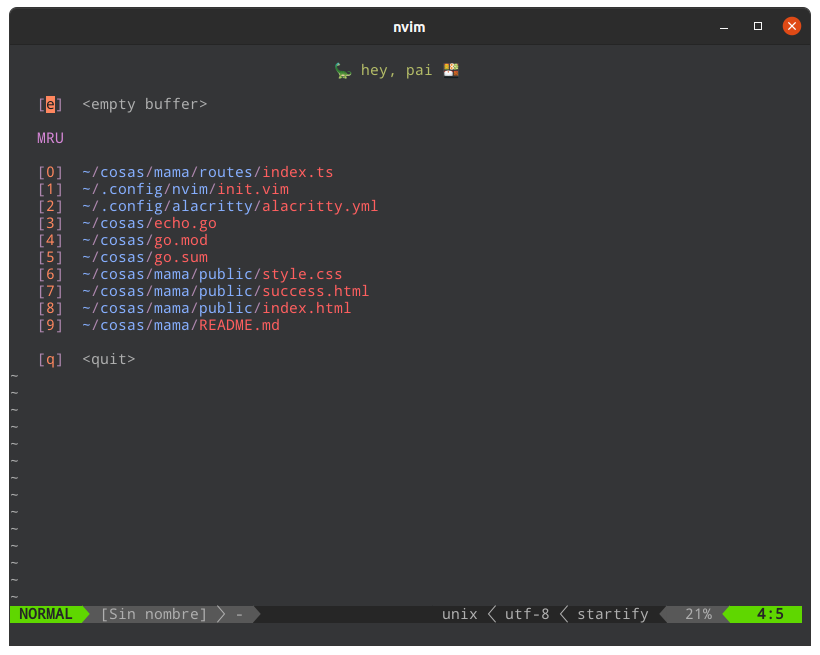 nvim
🦕 hey, pai 🍱
[e] <empty buffer>
MRU
[0] ~/cosas/mama/routes/index.ts
[1] ~/.config/nvim/init.vim
[2] ~/.config/alacritty/alacritty.yml
[3] ~/cosas/echo.go
[4] ~/cosas/go.mod
[5] ~/cosas/go.sum
[6] ~/cosas/mama/public/style.css
[7] ~/cosas/mama/public/success.html
[8] ~/cosas/mama/public/index.html
[9] ~/cosas/mama/README.md
[q] <quit>
~
~
~
~
~
~
~
~
~
~
~
~
~
~
NORMAL [Sin nombre] - unix utf-8 startify 21% 4:5